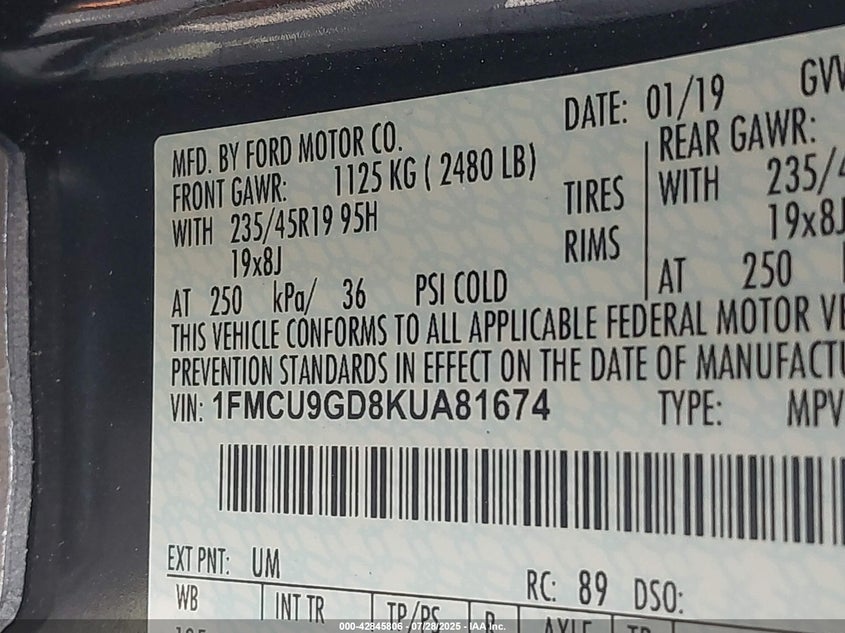 DATE: 01/19 GVW
MFD. BY FORD MOTOR CO.
FRONT GAWR: 1125 KG ( 2480 LB) REAR GAWR:
WITH 235/45R19 95H TIRES WITH 235/4
19x8J RIMS 19x8J
AT 250 kPa/ 36 PSI COLD AT 250
THIS VEHICLE CONFORMS TO ALL APPLICABLE FEDERAL MOTOR VE
PREVENTION STANDARDS IN EFFECT ON THE DATE OF MANUFACTU
VIN: 1FMCU9GD8KUA81674 TYPE: MPV
EXT PNT: UM RC: 89 DSO:
WB INT TR TP/PS R AXLE TR
000-42845806 - 07/28/2025 - IAA Inc.